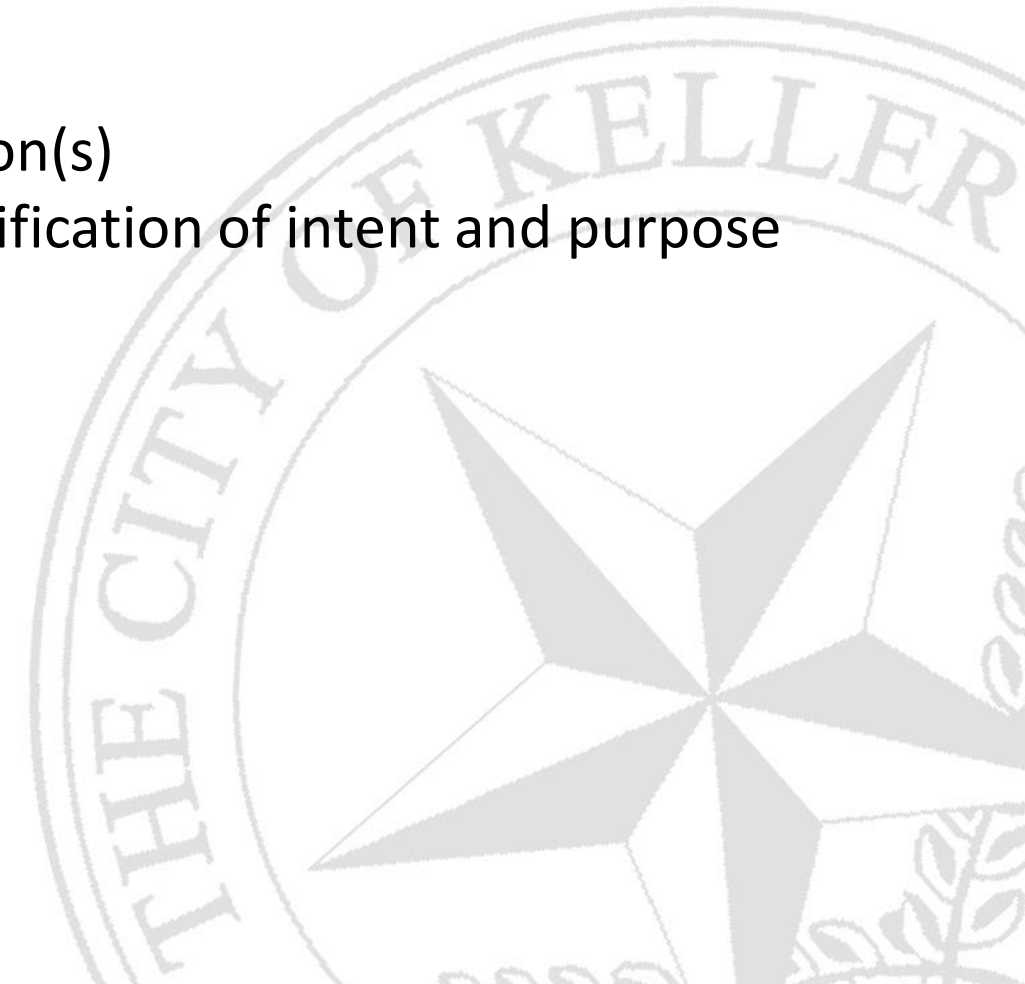 on(s)
ification of intent and purpose
THE CITY OF KELLER